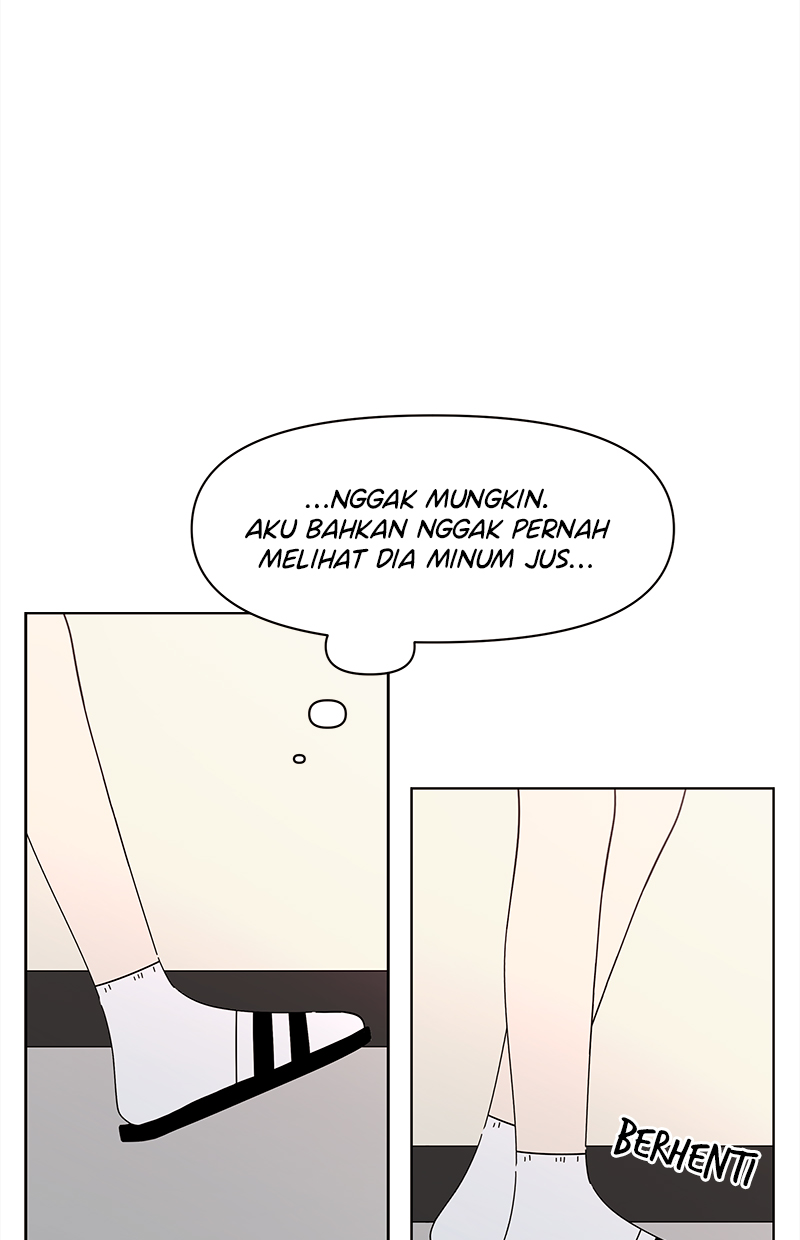 ...NGGAK MUNGKIN.
AKU BAHKAN NGGAK PERNAH
MELIHAT DIA MINUM JUS...
BERHENTI